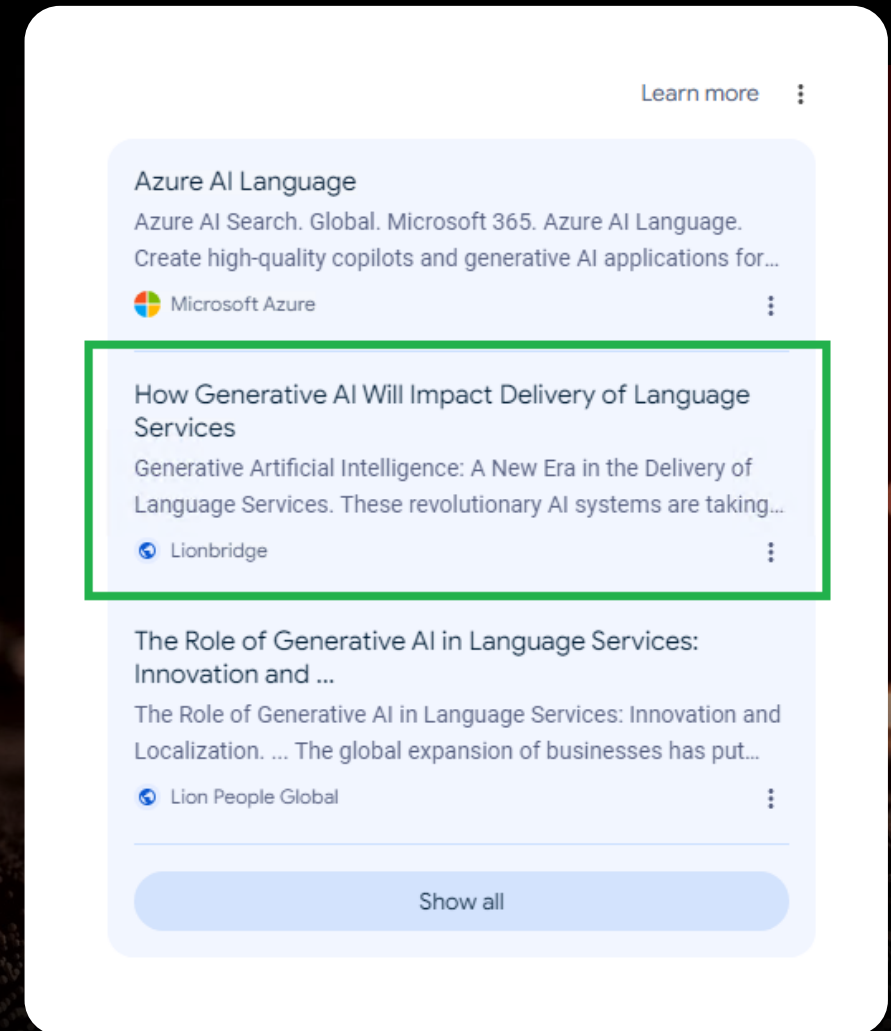 Learn more
Azure AI Language
Azure AI Search. Global. Microsoft 365. Azure AI Language.
Create high-quality copilots and generative AI applications for...
Microsoft Azure
How Generative AI Will Impact Delivery of Language
Services
Generative Artificial Intelligence: A New Era in the Delivery of
Language Services. These revolutionary AI systems are taking...
Lionbridge
The Role of Generative AI in Language Services:
Innovation and ...
The Role of Generative AI in Language Services: Innovation and
Localization. ... The global expansion of businesses has put...
Lion People Global
Show all